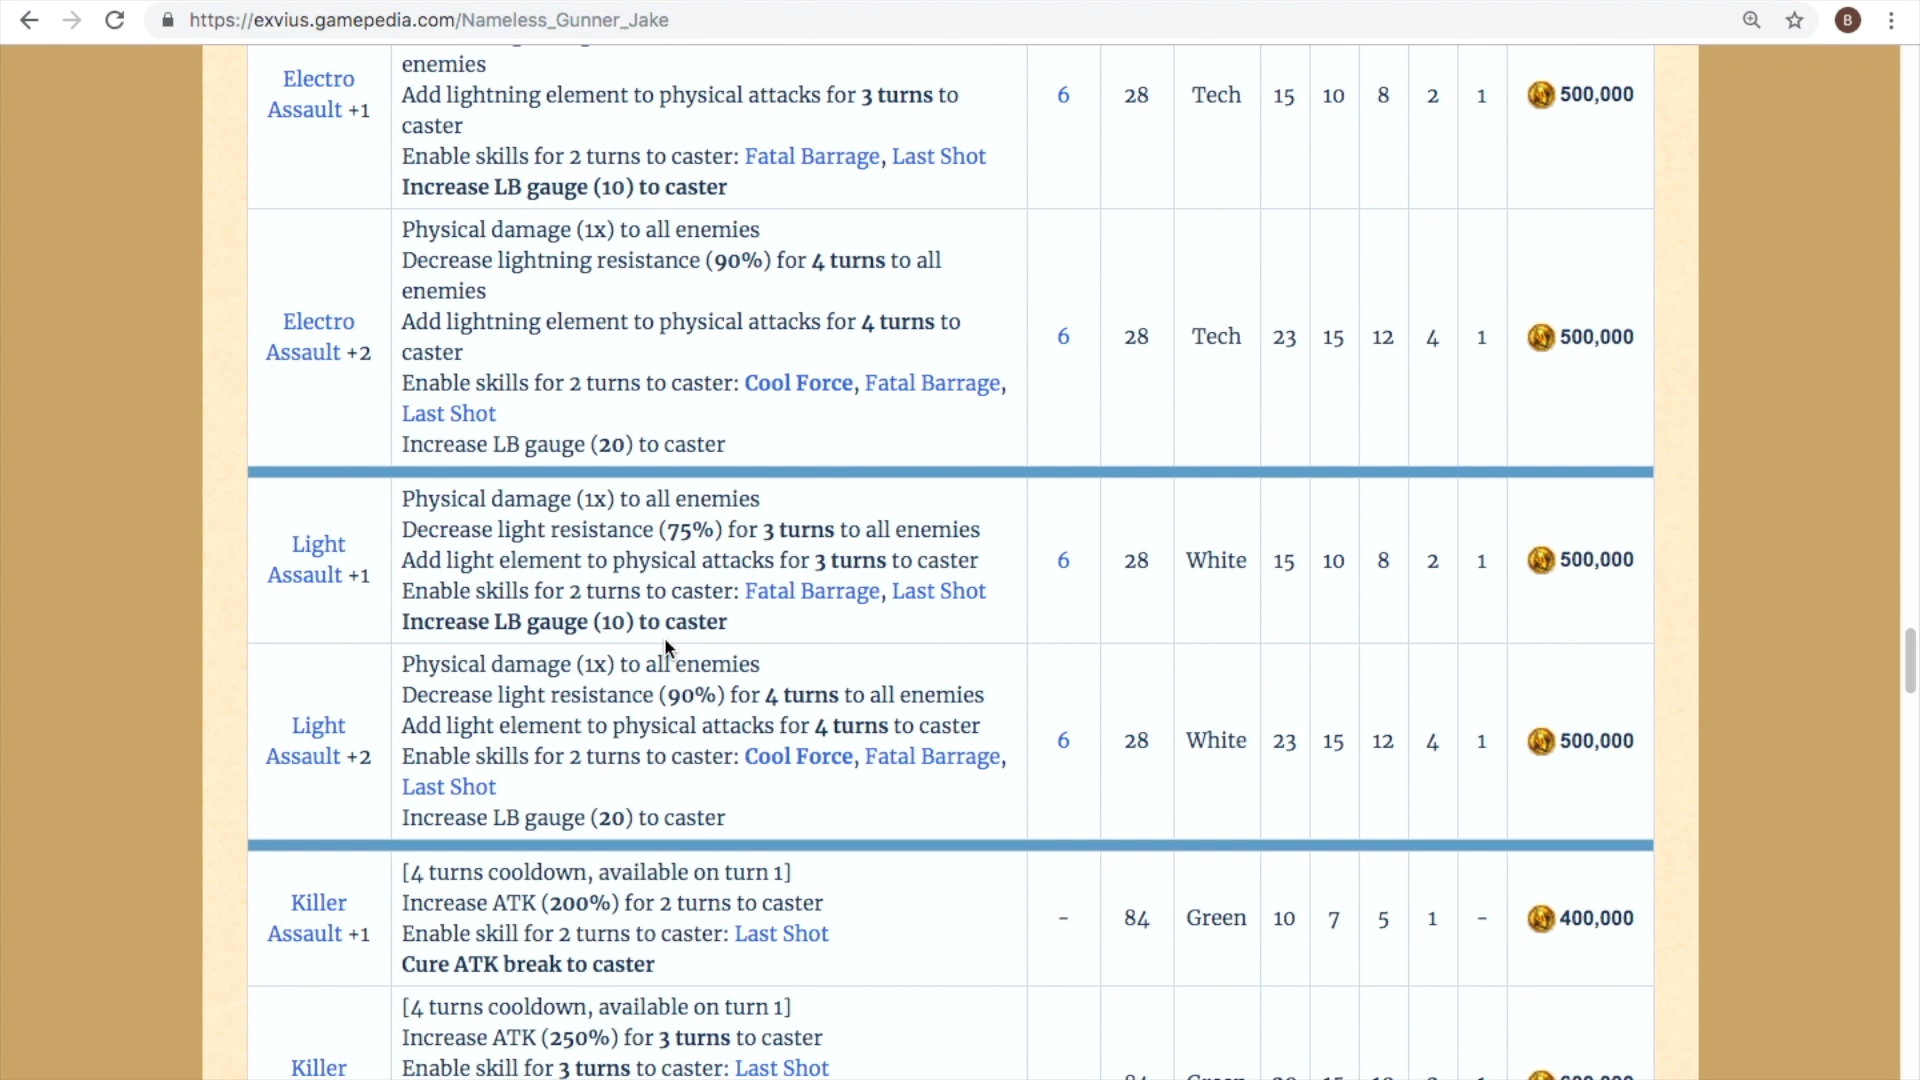 https://exvius.gamepedia.com/Nameless_Gunner_Jake
B
enemies
Electro
Assault +1
Add lightning element to physical attacks for 3 turns to
caster
Enable skills for 2 turns to caster: Fatal Barrage, Last Shot
Increase LB gauge (10) to caster
6 28 Tech 15 10 8 2 1 500,000
Electro
Assault +2
Physical damage (1x) to all enemies
Decrease lightning resistance (90%) for 4 turns to all
enemies
Add lightning element to physical attacks for 4 turns to
caster
Enable skills for 2 turns to caster: Cool Force, Fatal Barrage,
Last Shot
Increase LB gauge (20) to caster
6 28 Tech 23 15 12 4 1 500,000
Light
Assault +1
Physical damage (1x) to all enemies
Decrease light resistance (75%) for 3 turns to all enemies
Add light element to physical attacks for 3 turns to caster
Enable skills for 2 turns to caster: Fatal Barrage, Last Shot
Increase LB gauge (10) to caster
6 28 White 15 10 8 2 1 500,000
Light
Assault +2
Physical damage (1x) to all enemies
Decrease light resistance (90%) for 4 turns to all enemies
Add light element to physical attacks for 4 turns to caster
Enable skills for 2 turns to caster: Cool Force, Fatal Barrage,
Last Shot
Increase LB gauge (20) to caster
6 28 White 23 15 12 4 1 500,000
Killer
Assault +1
[4 turns cooldown, available on turn 1]
Increase ATK (200%) for 2 turns to caster
Enable skill for 2 turns to caster: Last Shot
Cure ATK break to caster
- 84 Green 10 7 5 1 - 400,000
Killer
[4 turns cooldown, available on turn 1]
Increase ATK (250%) for 3 turns to caster
Enable skill for 3 turns to caster: Last Shot